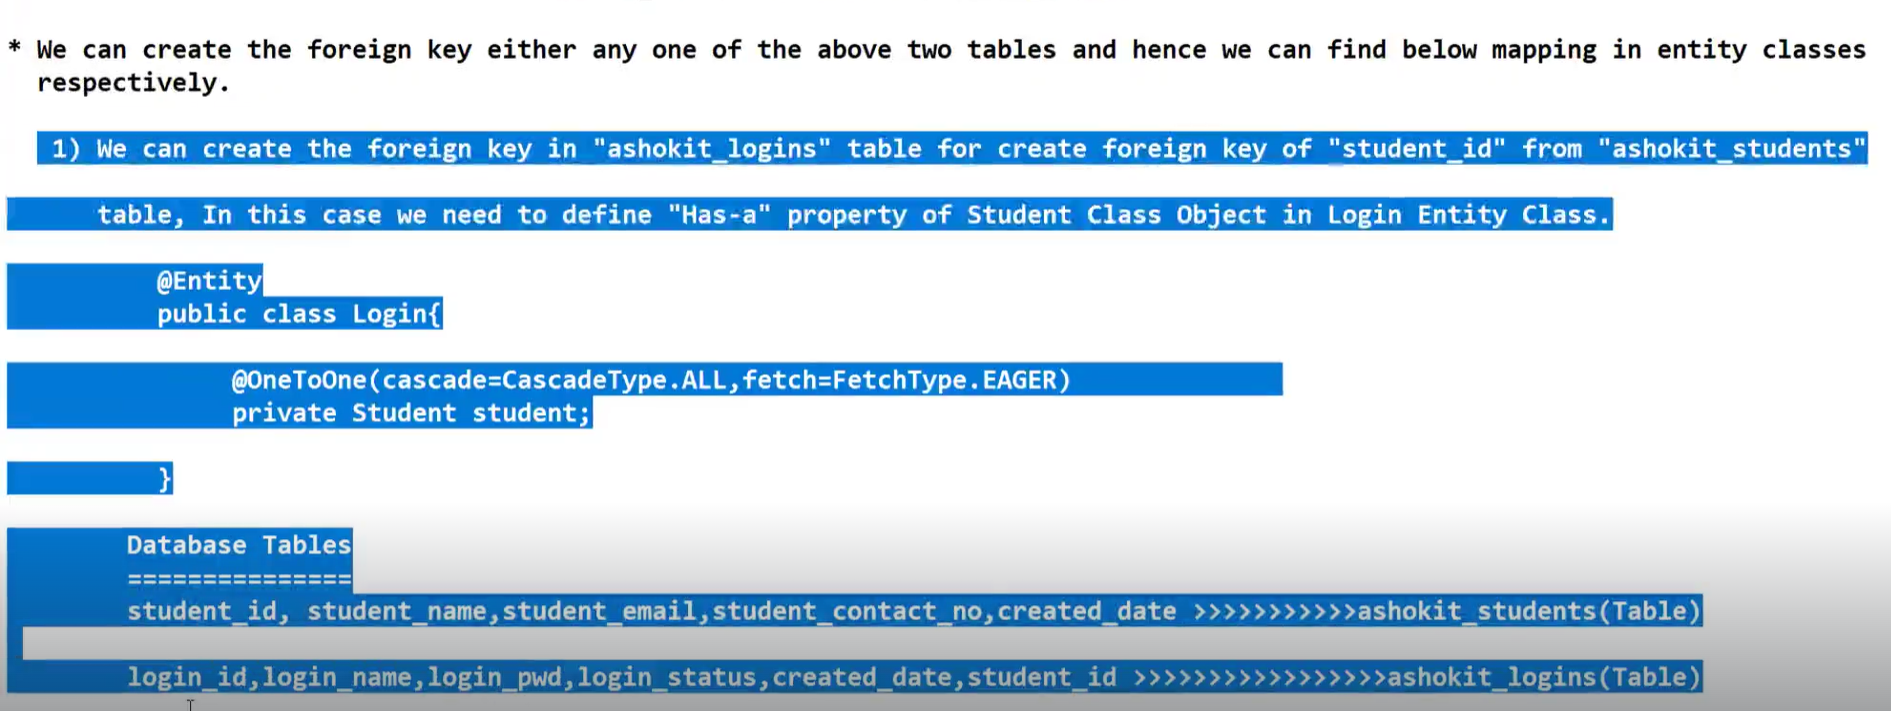 * We can create the foreign key either any one of the above two tables and hence we can find below mapping in entity classes
respectively.
1) We can create the foreign key in "ashokit_logins" table for create foreign key of "student_id" from "ashokit_students"
table, In this case we need to define "Has-a" property of Student Class Object in Login Entity Class.
@Entity
public class Login{
@OneToOne(cascade=CascadeType.ALL,fetch=FetchType.EAGER)
private Student student;
}
Database Tables
===============
student_id, student_name,student_email,student_contact_no,created_date >>>>>>>>>>>ashokit_students(Table)
login_id,login_name,login_pwd,login_status,created_date,student_id >>>>>>>>>>>>>>>>>ashokit_logins(Table)